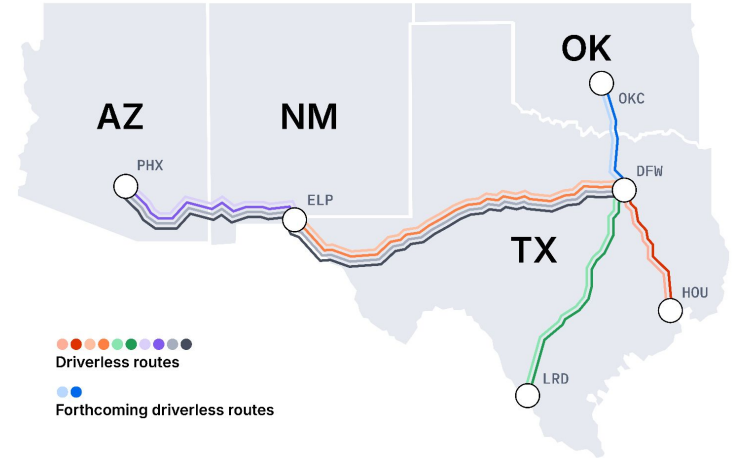 OK
OKC
AZ
NM
PHX
DFW
ELP
TX
HOU
Driverless routes
LRD
Forthcoming driverless routes